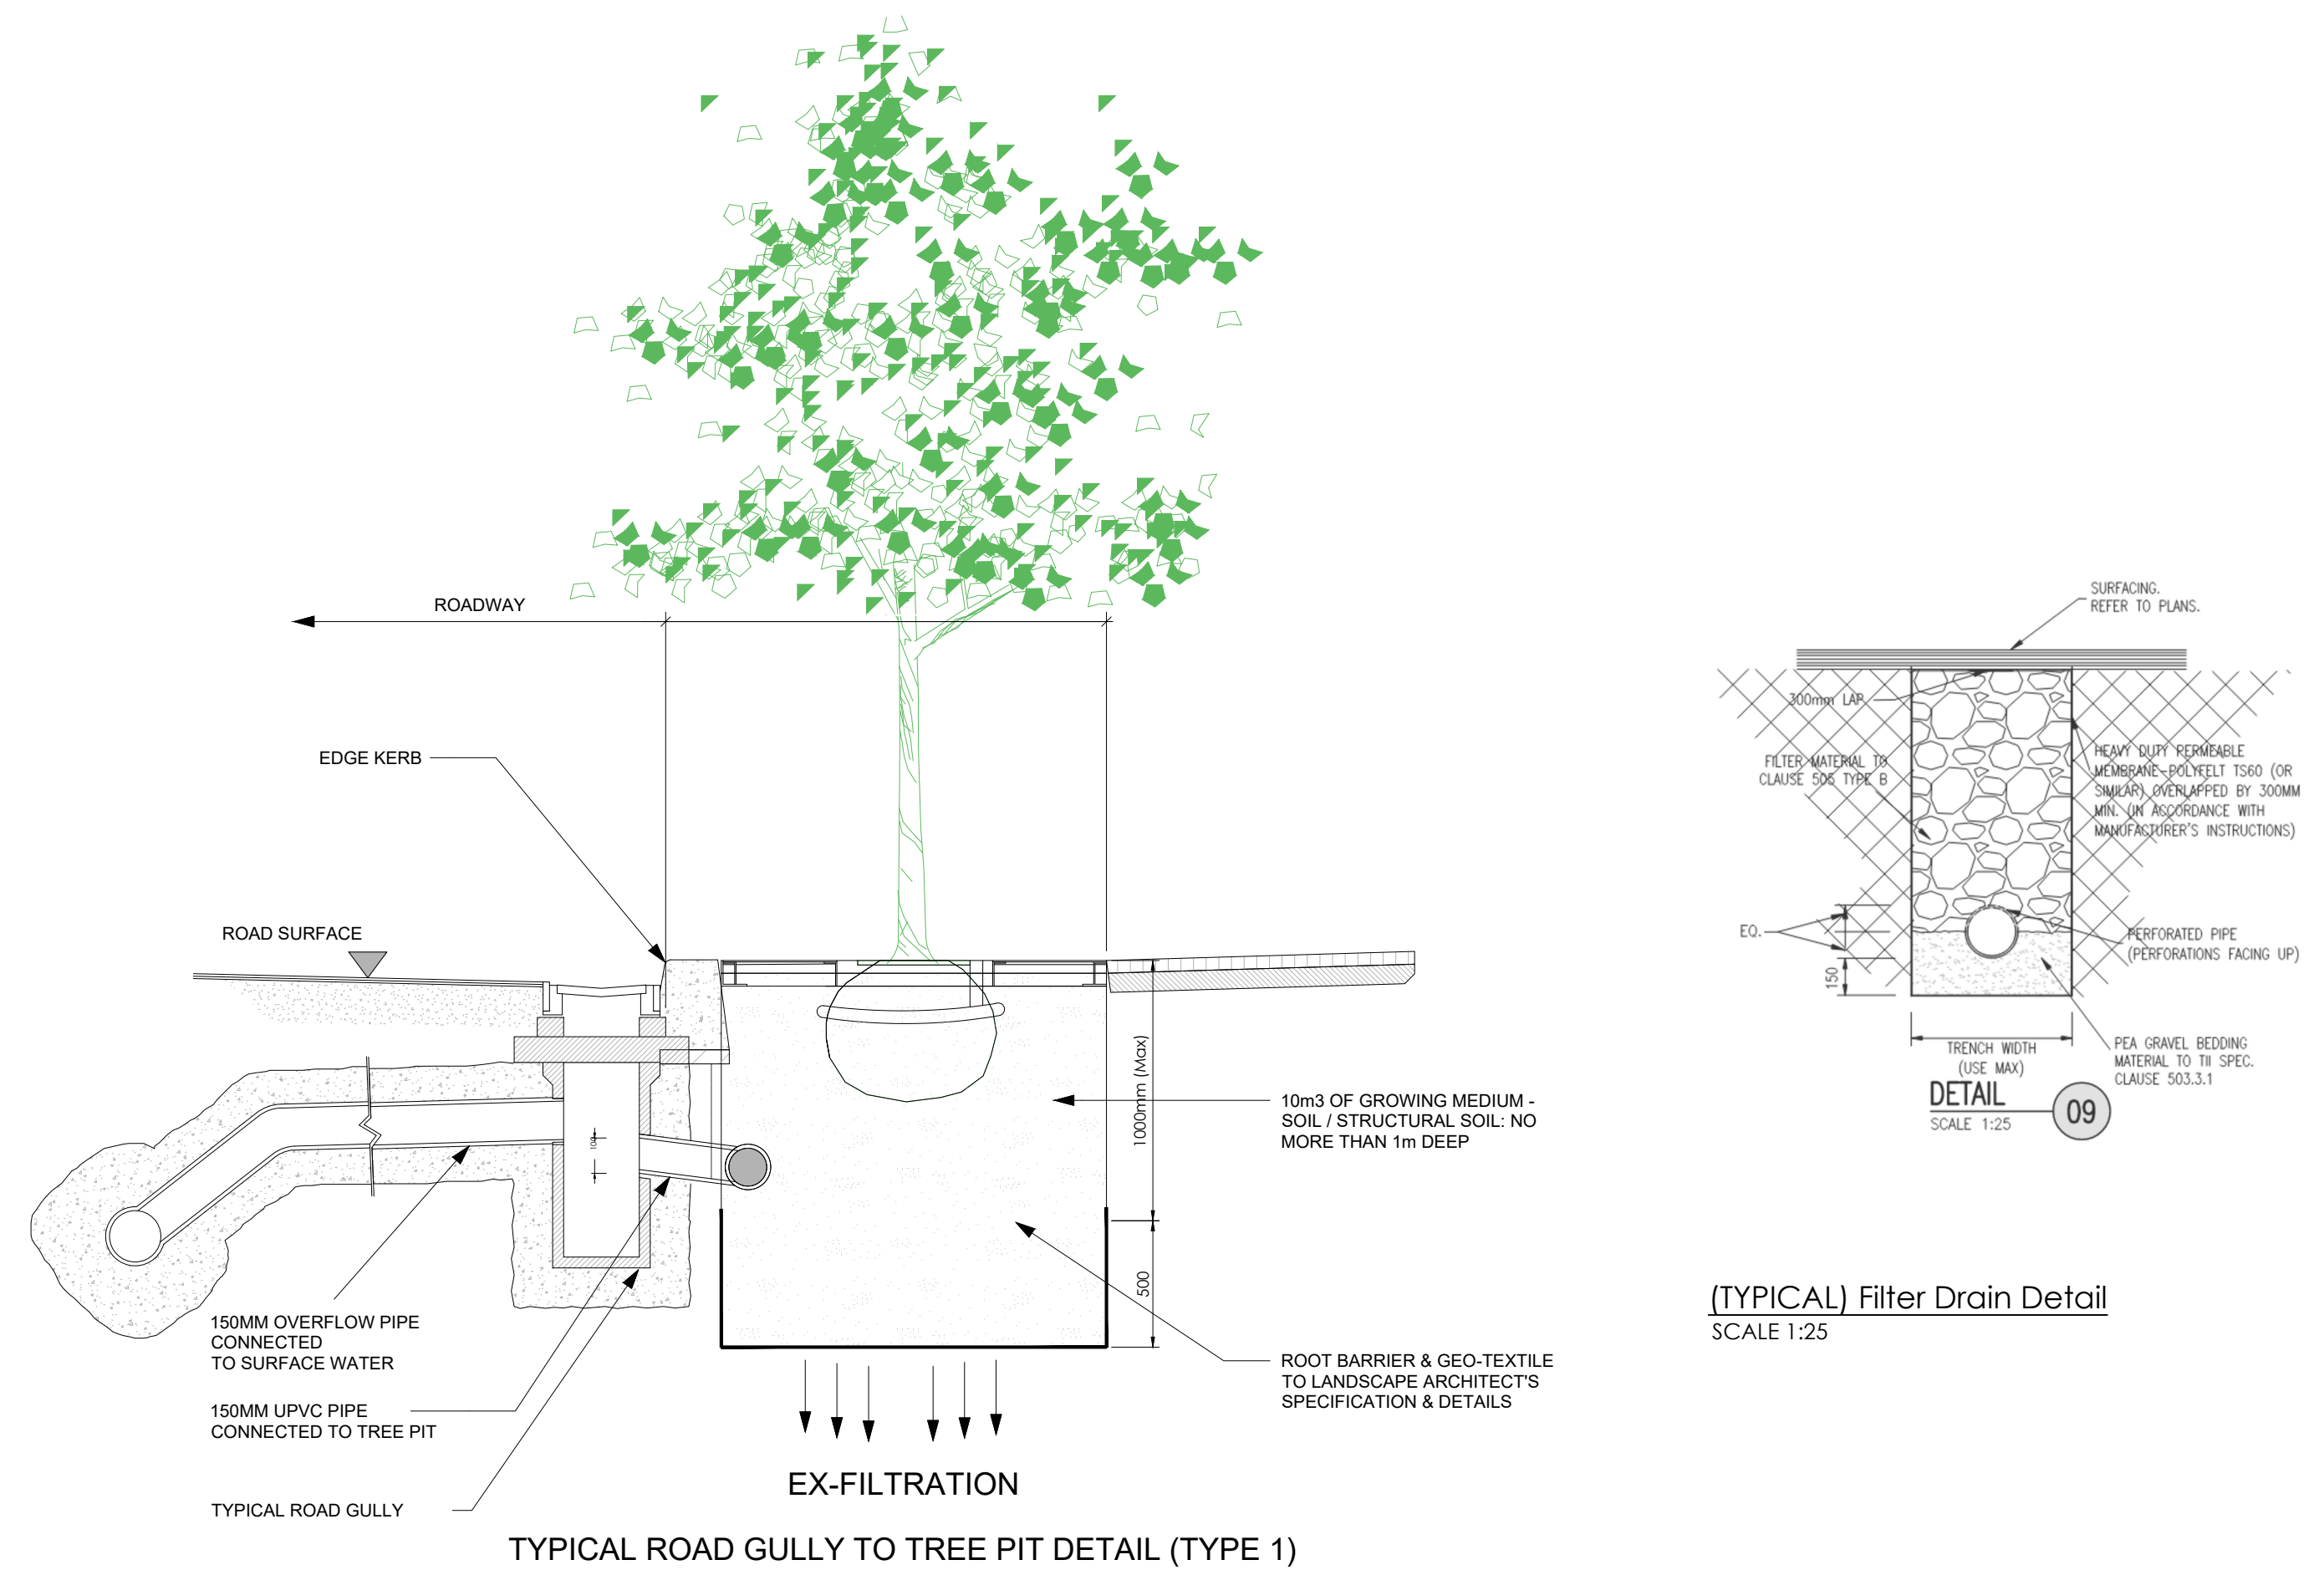 ROADWAY
EDGE KERB
ROAD SURFACE
1000mm (Max)
500
100
10m3 OF GROWING MEDIUM -
SOIL / STRUCTURAL SOIL: NO
MORE THAN 1m DEEP
150MM OVERFLOW PIPE
CONNECTED
TO SURFACE WATER
150MM UPVC PIPE
CONNECTED TO TREE PIT
TYPICAL ROAD GULLY
ROOT BARRIER & GEO-TEXTILE
TO LANDSCAPE ARCHITECT'S
SPECIFICATION & DETAILS
EX-FILTRATION
TYPICAL ROAD GULLY TO TREE PIT DETAIL (TYPE 1)
SURFACING.
REFER TO PLANS.
300mm LAP
FILTER MATERIAL TO
CLAUSE 505 TYPE B
HEAVY DUTY PERMEABLE
MEMBRANE-POLYFELT TS60 (OR
SIMILAR) OVERLAPPED BY 300MM
MIN. (IN ACCORDANCE WITH
MANUFACTURER'S INSTRUCTIONS)
EQ.
150
PERFORATED PIPE
(PERFORATIONS FACING UP)
TRENCH WIDTH
(USE MAX)
PEA GRAVEL BEDDING
MATERIAL TO TII SPEC.
CLAUSE 503.3.1
DETAIL
09
SCALE 1:25
(TYPICAL) Filter Drain Detail
SCALE 1:25